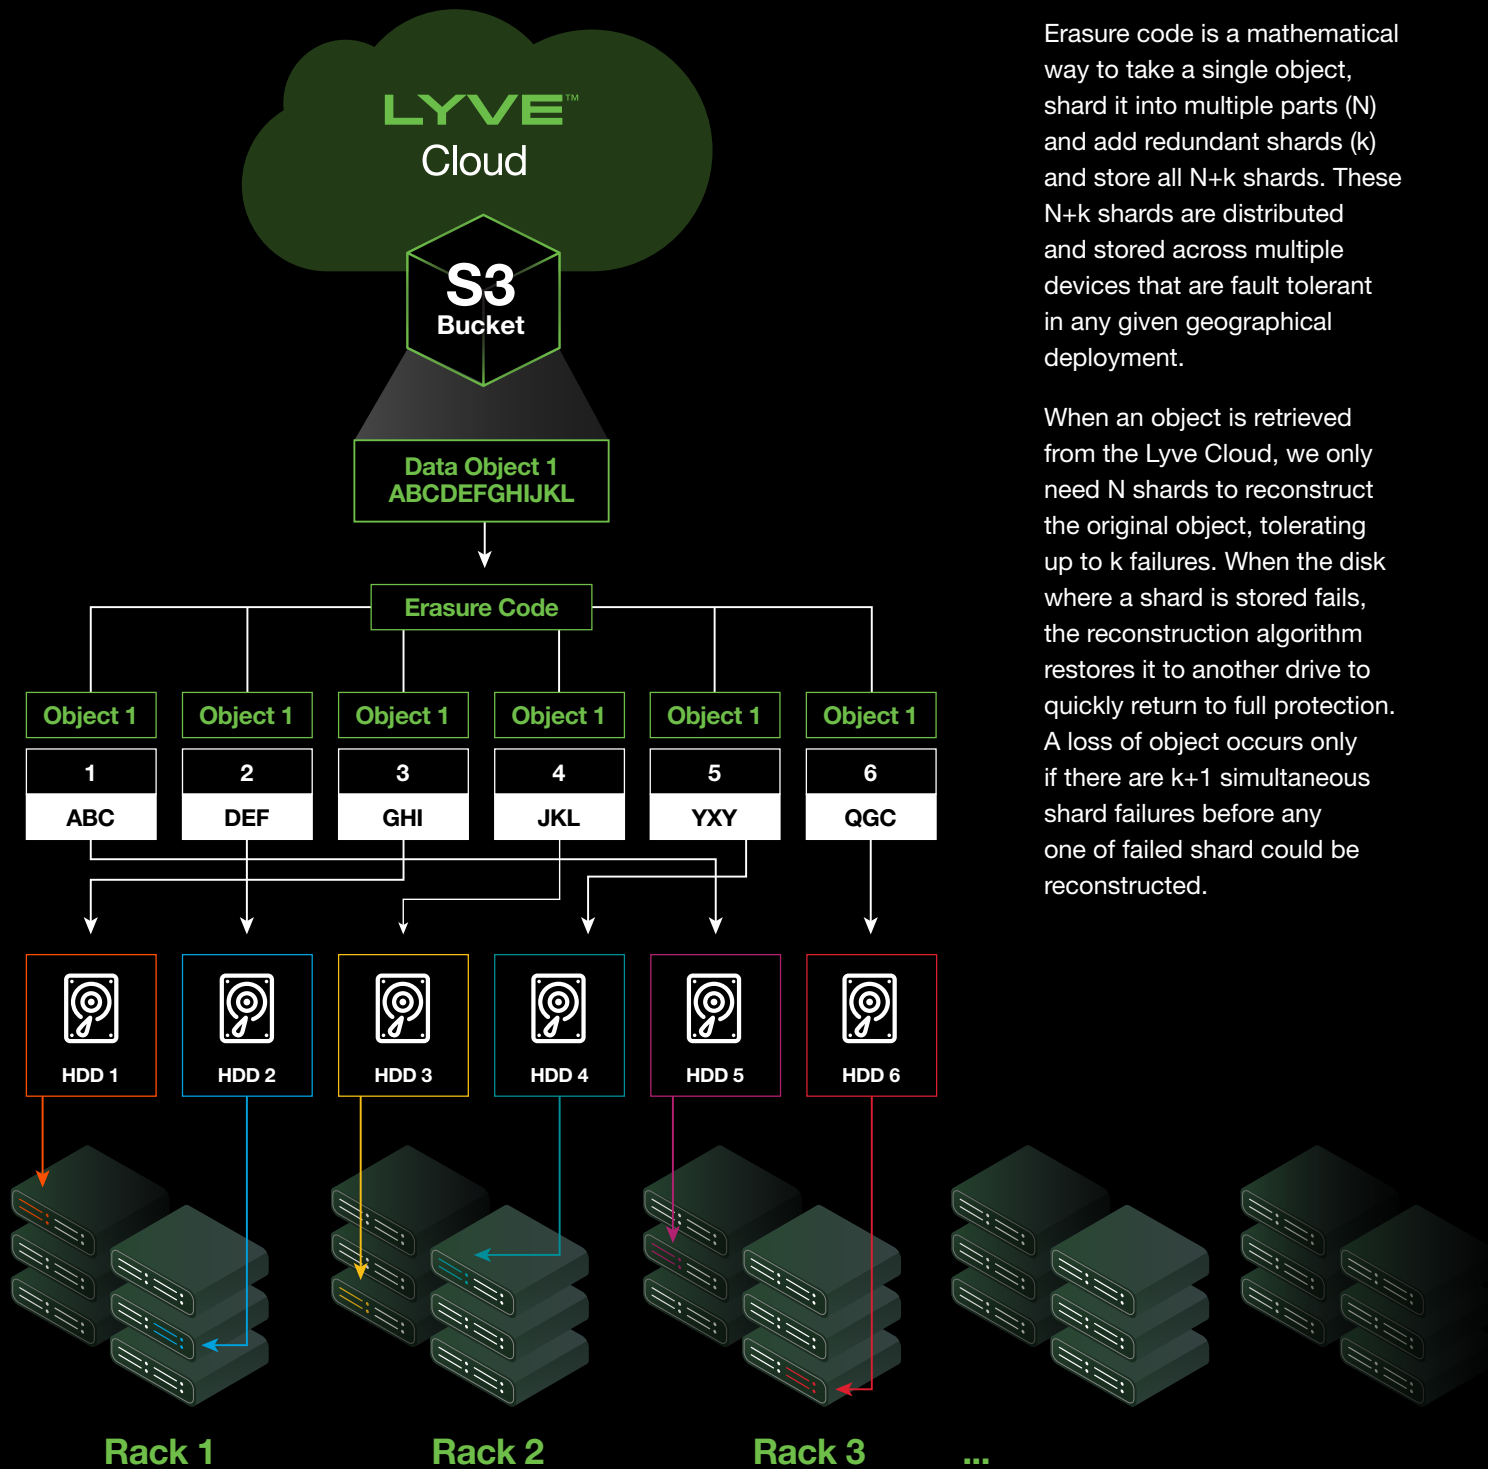 LYVE™
Cloud
S3
Bucket
Data Object 1
ABCDEFGHIJKL
Erasure Code
Object 1
Object 1
Object 1
Object 1
Object 1
Object 1
1
2
3
4
5
6
ABC
DEF
GHI
JKL
YXY
QGC
HDD 1
HDD 2
HDD 3
HDD 4
HDD 5
HDD 6
Rack 1
Rack 2
Rack 3
...
Erasure code is a mathematical
way to take a single object,
shard it into multiple parts (N)
and add redundant shards (k)
and store all N+k shards. These
N+k shards are distributed
and stored across multiple
devices that are fault tolerant
in any given geographical
deployment.
When an object is retrieved
from the Lyve Cloud, we only
need N shards to reconstruct
the original object, tolerating
up to k failures. When the disk
where a shard is stored fails,
the reconstruction algorithm
restores it to another drive to
quickly return to full protection.
A loss of object occurs only
if there are k+1 simultaneous
shard failures before any
one of failed shard could be
reconstructed.